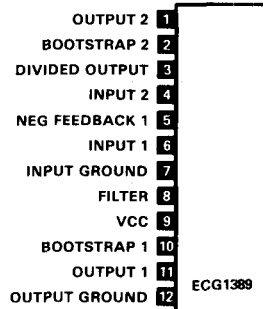 OUTPUT 2 1
BOOTSTRAP 2 2
DIVIDED OUTPUT 3
INPUT 2 4
NEG FEEDBACK 1 5
INPUT 1 6
INPUT GROUND 7
FILTER 8
VCC 9
BOOTSTRAP 1 10
OUTPUT 1 11
OUTPUT GROUND 12
ECG1389